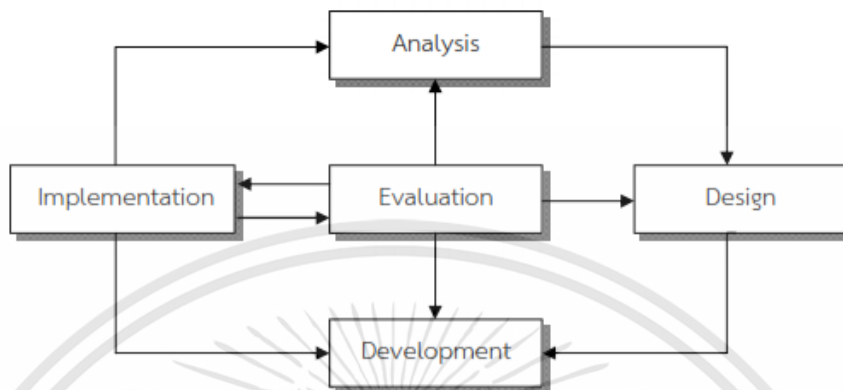 Analysis
Implementation
Evaluation
Design
Development